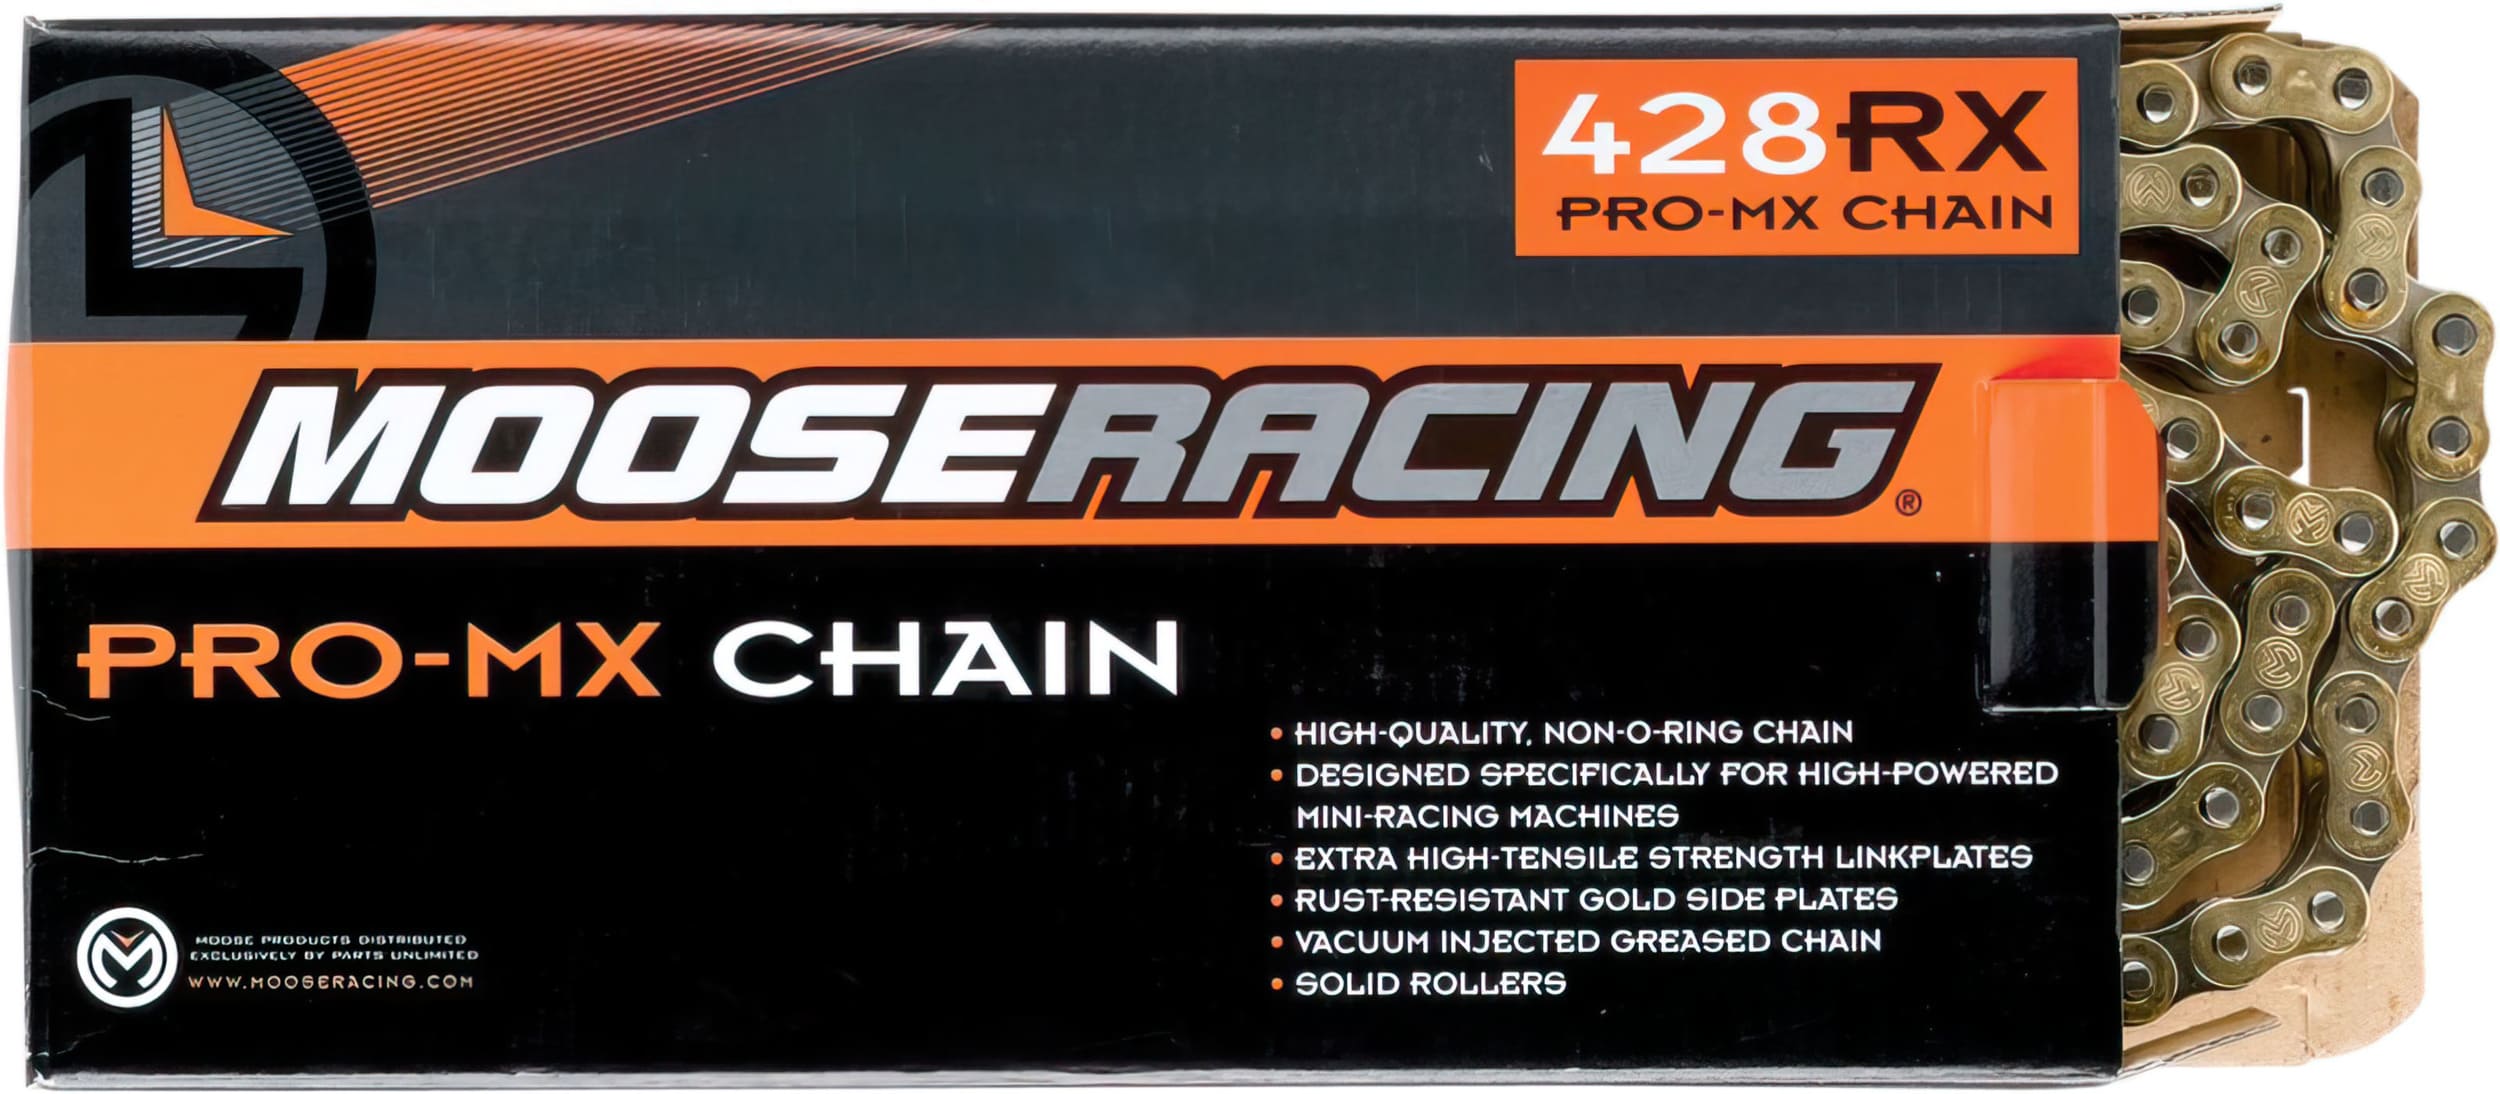 428RX
PRO-MX CHAIN
MOOSERACING®
PRO-MX CHAIN
• HIGH-QUALITY, NON-O-RING CHAIN
• DESIGNED SPECIFICALLY FOR HIGH-POWERED
MINI-RACING MACHINES
• EXTRA HIGH-TENSILE STRENGTH LINKPLATES
• RUST-RESISTANT GOLD SIDE PLATES
• VACUUM INJECTED GREASED CHAIN
• SOLID ROLLERS
MOOSE PRODUCTS DISTRIBUTED
EXCLUSIVELY BY PARTS UNLIMITED
WWW.MOOSERACING.COM